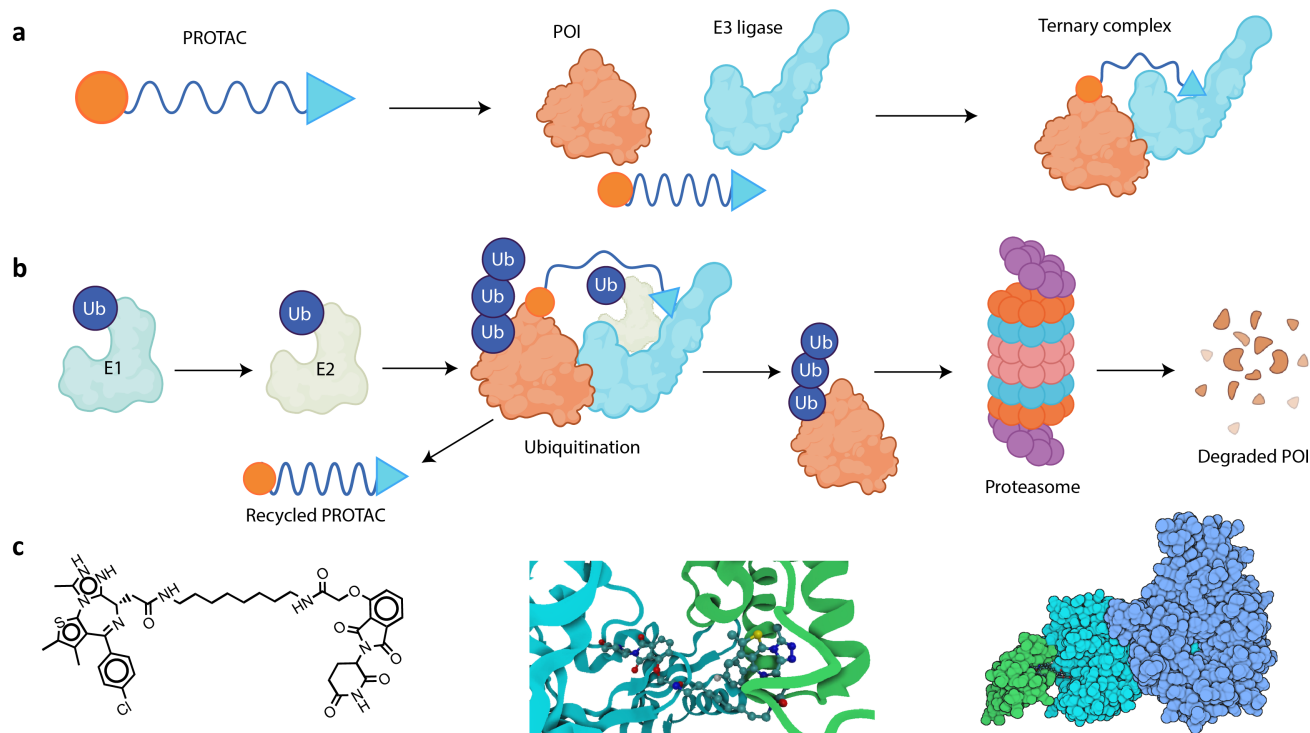 a
PROTAC
POI
E3 ligase
Ternary complex
b
Ub
E1
Ub
E2
Ub
Ub
Ub
Ub
Ubiquitination
Recycled PROTAC
Ub
Ub
Ub
Proteasome
Degraded POI
c
H
N
NH
N
S
N
O
NH
Cl
HN
O
O
O
N
O
O
NH
O